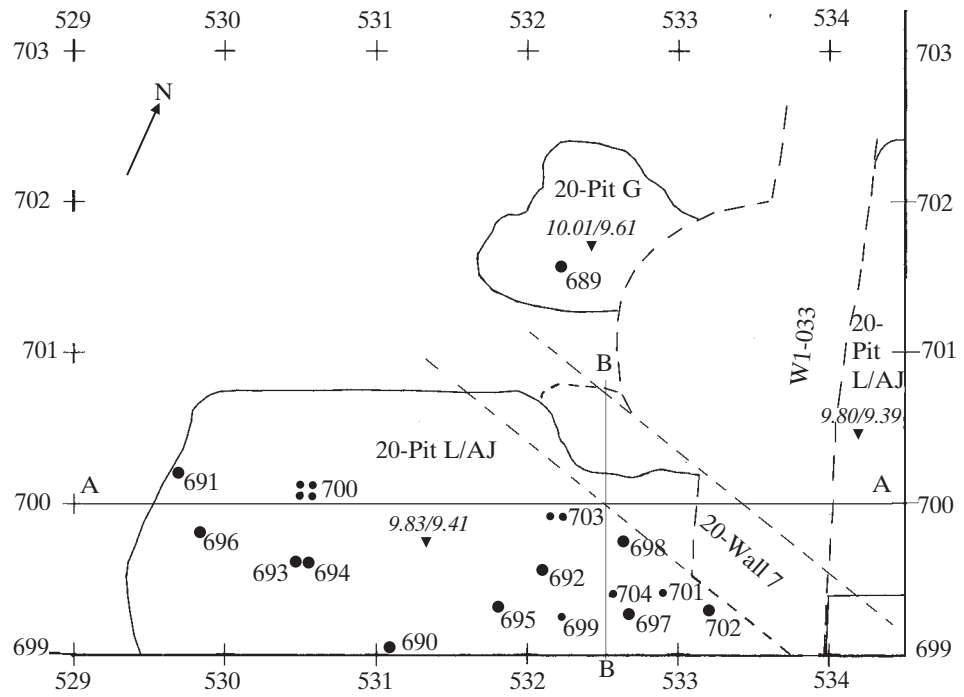 529 530 531 532 533 534
703 703
N
702 702
20-Pit G
10.01/9.61
689
W1-033
20-
Pit
L/AJ
701 701
B
9.80/9.39
20-Pit L/AJ
691
A 700 A
700 700
703
9.83/9.41
696 698
20-Wall 7
693 694 692
704 701
695 699 697 702
690
699 699
B
529 530 531 532 533 534